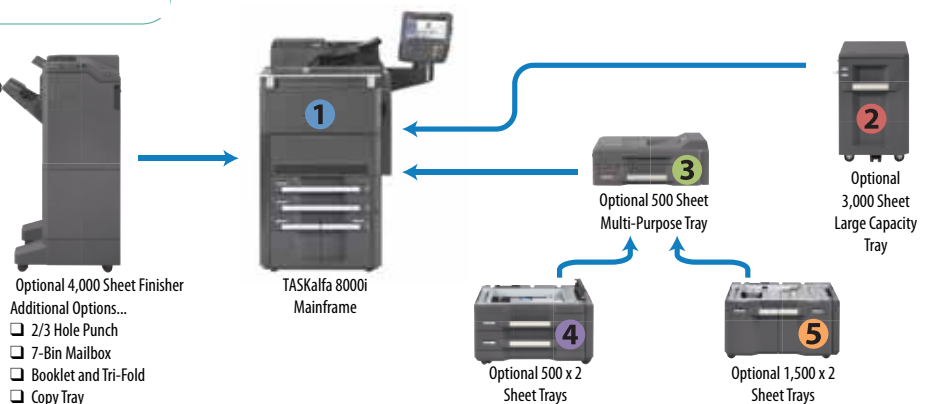 1
2
3
Optional 500 Sheet
Multi-Purpose Tray
Optional
3,000 Sheet
Large Capacity
Tray
Optional 4,000 Sheet Finisher
Additional Options...
❑ 2/3 Hole Punch
❑ 7-Bin Mailbox
❑ Booklet and Tri-Fold
❑ Copy Tray
TASKalfa 8000i
Mainframe
4
Optional 500 x 2
Sheet Trays
5
Optional 1,500 x 2
Sheet Trays